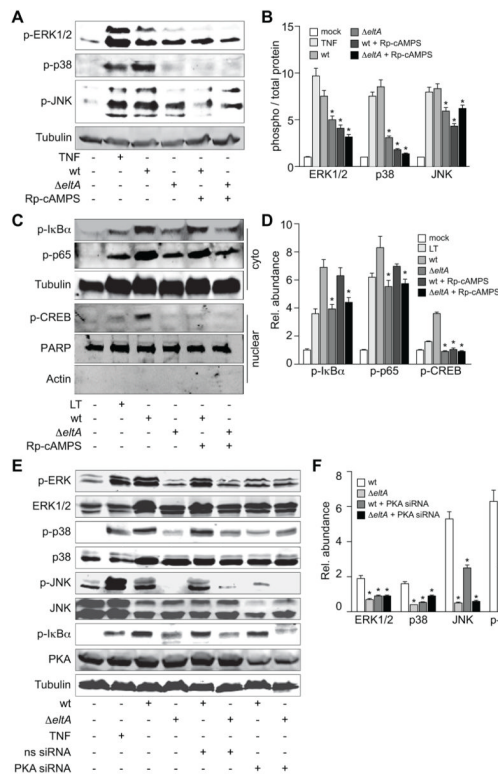 A
p-ERK1/2
p-p38
p-JNK
Tubulin
TNF - + - - - -
wt - - + - + -
ΔeltA - - - + - +
Rp-cAMPS - - - - + +
B
phospho / total protein
15
10
5
0
mock
TNF
wt
ΔeltA
wt + Rp-cAMPS
ΔeltA + Rp-cAMPS
* * * * * * * * *
ERK1/2 p38 JNK
C
p-IκBα
p-p65
Tubulin
cyto
p-CREB
PARP
Actin
nuclear
LT - + - - - -
wt - - + - + -
ΔeltA - - - + - +
Rp-cAMPS - - - - + +
D
Rel. abundance
10
8
6
4
2
0
mock
LT
wt
ΔeltA
wt + Rp-cAMPS
ΔeltA + Rp-cAMPS
* * * * * * *
p-IκBα p-p65 p-CREB
E
p-ERK
ERK1/2
p-p38
p38
p-JNK
JNK
p-IκBα
PKA
Tubulin
wt - - + - + - + -
ΔeltA - - - + - + - +
TNF - + - - - - - -
ns siRNA - - - - + + - -
PKA siRNA - - - - - - + +
F
Rel. abundance
8
6
4
2
0
wt
ΔeltA
wt + PKA siRNA
ΔeltA + PKA siRNA
* * * * * * * * *
ERK1/2 p38 JNK p-